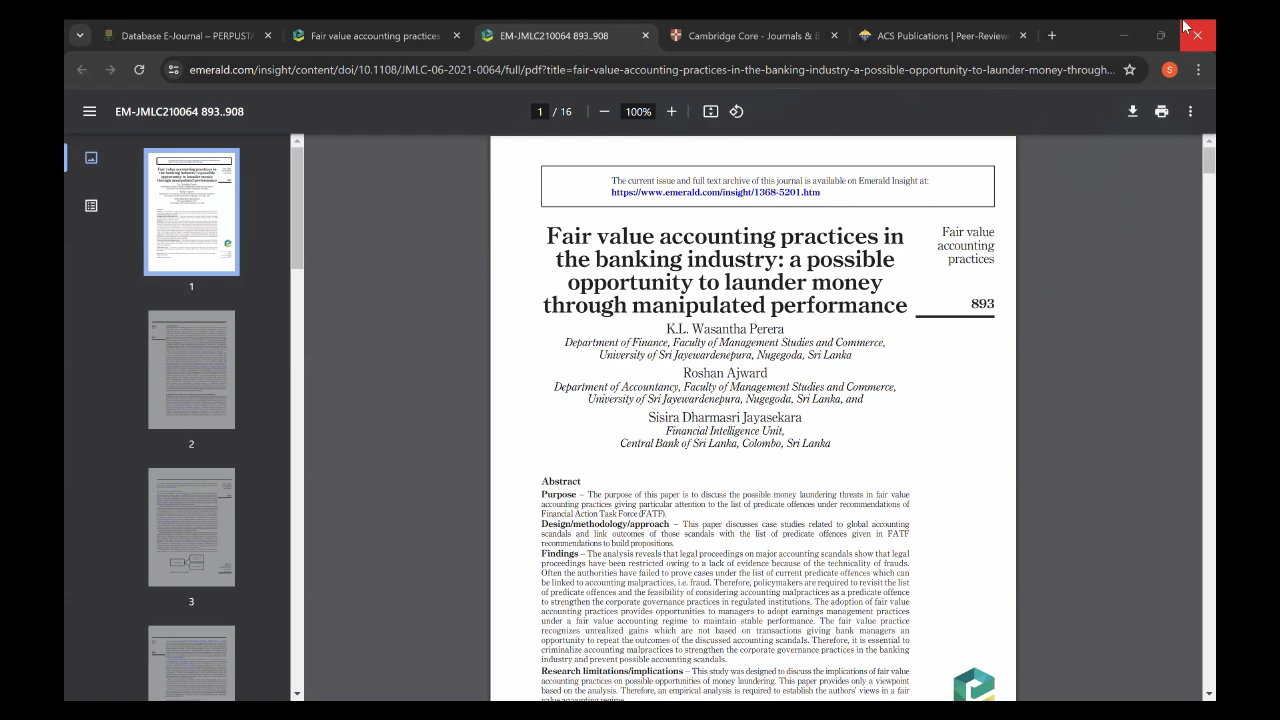 Database E-Journal – PERPUSTA
Fair value accounting practices
EM-JMLC210064 893..908
Cambridge Core - Journals & B
ACS Publications | Peer-Review
emerald.com/insight/content/doi/10.1108/JMLC-06-2021-0064/full/pdf?title=fair-value-accounting-practices-in-the-banking-industry-a-possible-opportunity-to-launder-money-through...
S
EM-JMLC210064 893..908
1 / 16
100%
1
2
3
The current issue and full text archive of this journal is available on Emerald Insight at:
https://www.emerald.com/insight/1368-5201.htm
Fair value accounting practices in
the banking industry: a possible
opportunity to launder money
through manipulated performance
Fair value
accounting
practices
893
K.L. Wasantha Perera
Department of Finance, Faculty of Management Studies and Commerce,
University of Sri Jayewardenepura, Nugegoda, Sri Lanka
Roshan Ajward
Department of Accountancy, Faculty of Management Studies and Commerce,
University of Sri Jayewardenepura, Nugegoda, Sri Lanka, and
Sisira Dharmasri Jayasekara
Financial Intelligence Unit,
Central Bank of Sri Lanka, Colombo, Sri Lanka
Abstract
Purpose – The purpose of this paper is to discuss the possible money laundering threats in fair value
accounting practices giving particular attention to the list of predicate offences under recommendations of
Financial Action Task Force (FATF).
Design/methodology/approach – This paper discusses case studies related to global accounting
scandals and link outcomes of those scandals with the list of predicate offences given in FATF
recommendations to build propositions.
Findings – The analysis reveals that legal proceedings on major accounting scandals show that legal
proceedings have been restricted owing to a lack of evidence because of the technicality of frauds.
Often the authorities have failed to prove cases under the list of current predicate offences which can
be linked to accounting malpractices, i.e. fraud. Therefore, policymakers are required to revisit the list
of predicate offences and the feasibility of considering accounting malpractices as a predicate offence
to strengthen the corporate governance practices in regulated institutions. The adoption of fair value
accounting practices provides opportunities to managers to adopt earnings management practices
under a fair value accounting regime to maintain stable performance. The fair value practice
recognizes unrealized gains which are not based on transactions giving bank managers an
opportunity to repeat the outcomes of the discussed accounting scandals. Therefore, it is essential to
criminalize accounting malpractices to strengthen the corporate governance practices in the banking
industry and prevent possible accounting scandals.
Research limitations/implications – This study was designed to discuss the implications of fair value
accounting practices on possible opportunities of money laundering. This paper provides only a viewpoint
based on the analysis. Therefore, an empirical analysis is required to establish the authors' views in a fair
value accounting regime.